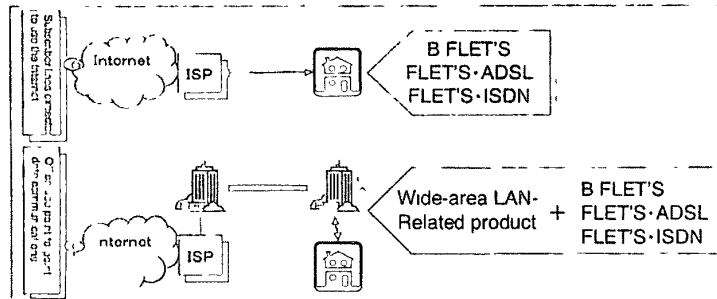 Internet
ISP
B FLET'S
FLET'S·ADSL
FLET'S·ISDN
nternet
ISP
Wide-area LAN-
Related product
+
B FLET'S
FLET'S·ADSL
FLET'S·ISDN